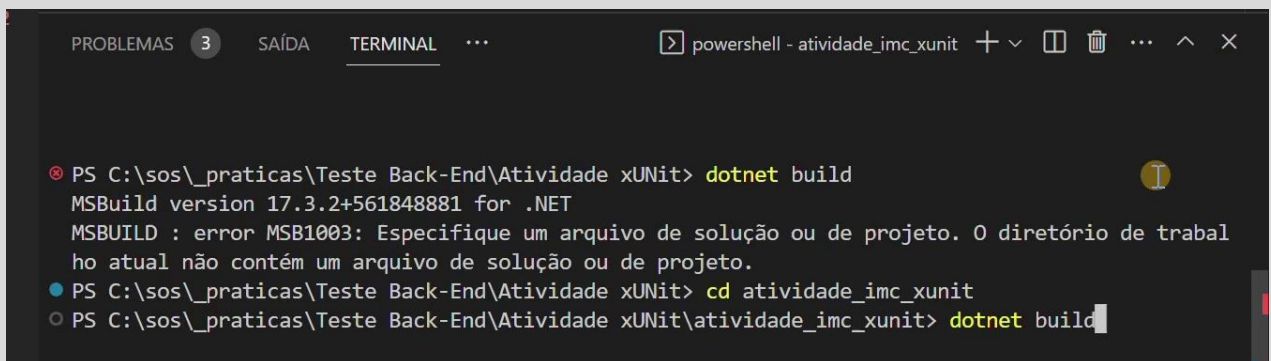 PROBLEMAS 3 SAÍDA TERMINAL ··· powershell - atividade_imc_xunit
PS C:\sos\_praticas\Teste Back-End\Atividade xUNit> dotnet build
MSBuild version 17.3.2+561848881 for .NET
MSBUILD : error MSB1003: Especifique um arquivo de solução ou de projeto. O diretório de trabal
ho atual não contém um arquivo de solução ou de projeto.
PS C:\sos\_praticas\Teste Back-End\Atividade xUNit> cd atividade_imc_xunit
PS C:\sos\_praticas\Teste Back-End\Atividade xUNit\atividade_imc_xunit> dotnet build